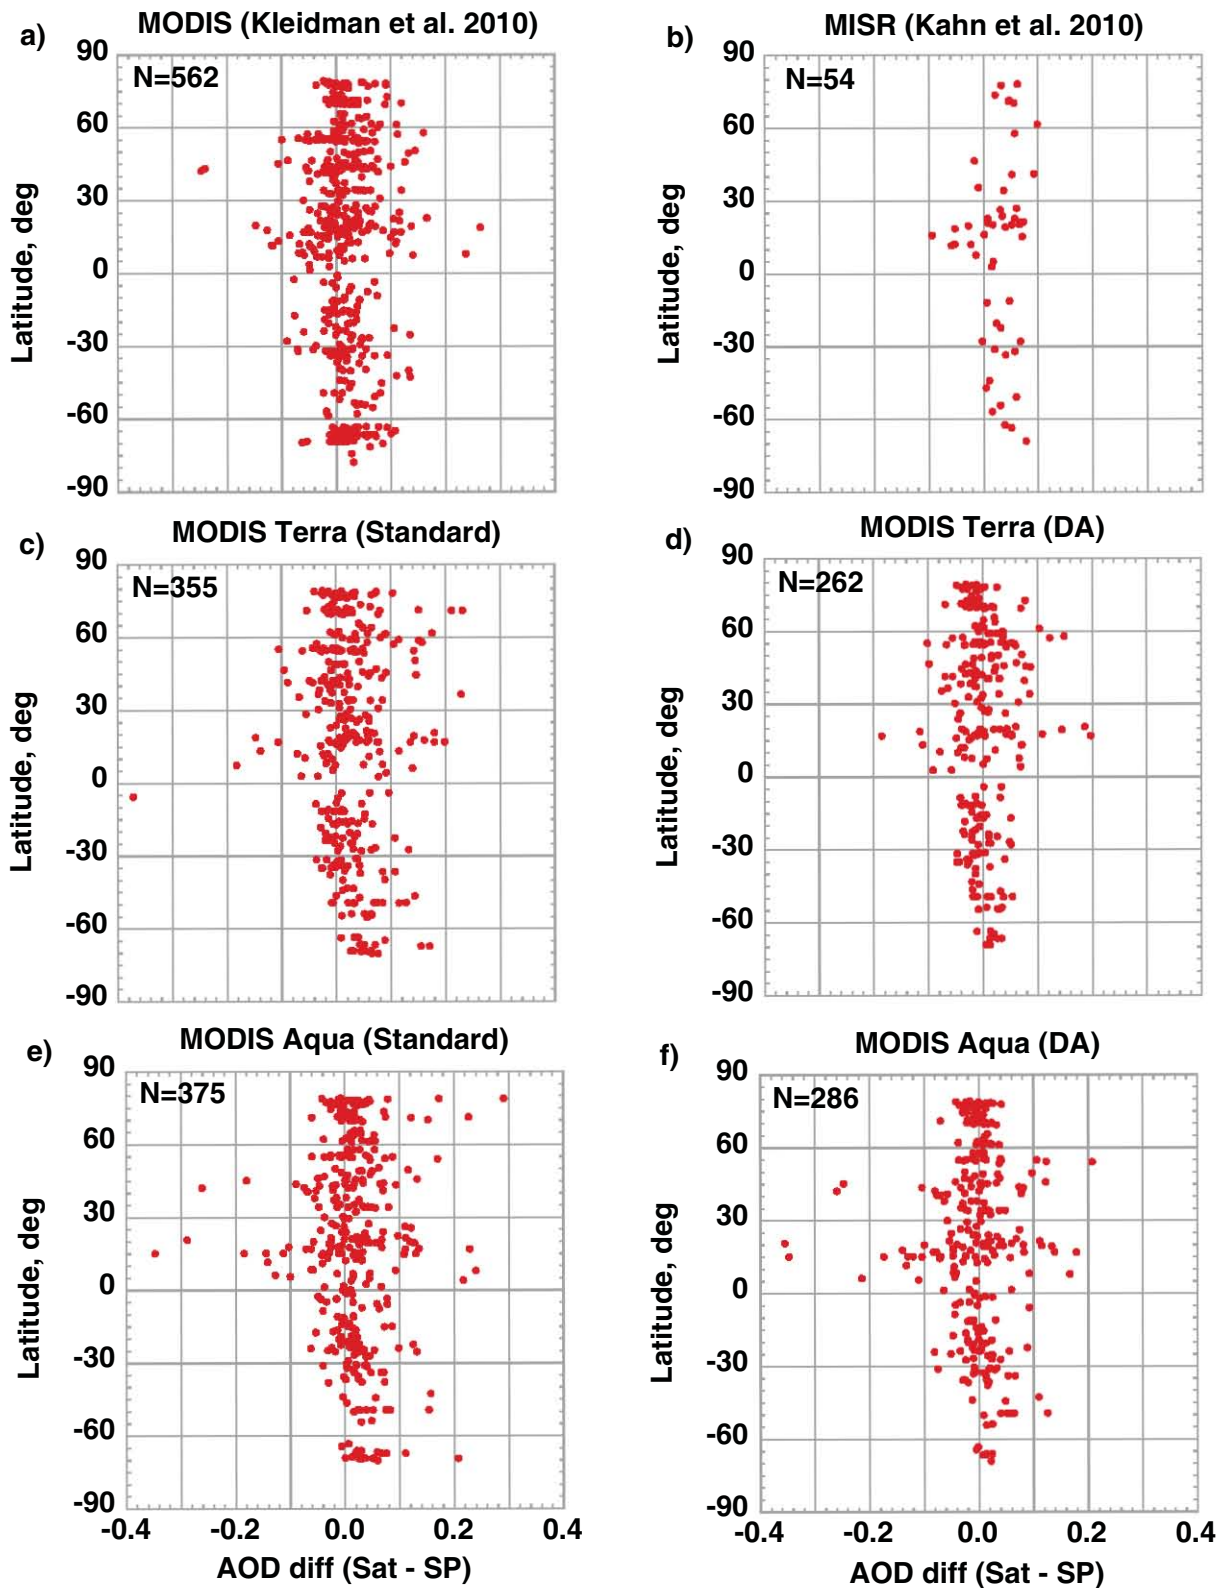 a)
MODIS (Kleidman et al. 2010)
N=562
90
60
30
0
-30
-60
-90
Latitude, deg
b)
MISR (Kahn et al. 2010)
N=54
90
60
30
0
-30
-60
-90
Latitude, deg
c)
MODIS Terra (Standard)
N=355
90
60
30
0
-30
-60
-90
Latitude, deg
d)
MODIS Terra (DA)
N=262
90
60
30
0
-30
-60
-90
Latitude, deg
e)
MODIS Aqua (Standard)
N=375
90
60
30
0
-30
-60
-90
Latitude, deg
-0.4 -0.2 0.0 0.2 0.4
AOD diff (Sat - SP)
f)
MODIS Aqua (DA)
N=286
90
60
30
0
-30
-60
-90
Latitude, deg
-0.4 -0.2 0.0 0.2 0.4
AOD diff (Sat - SP)